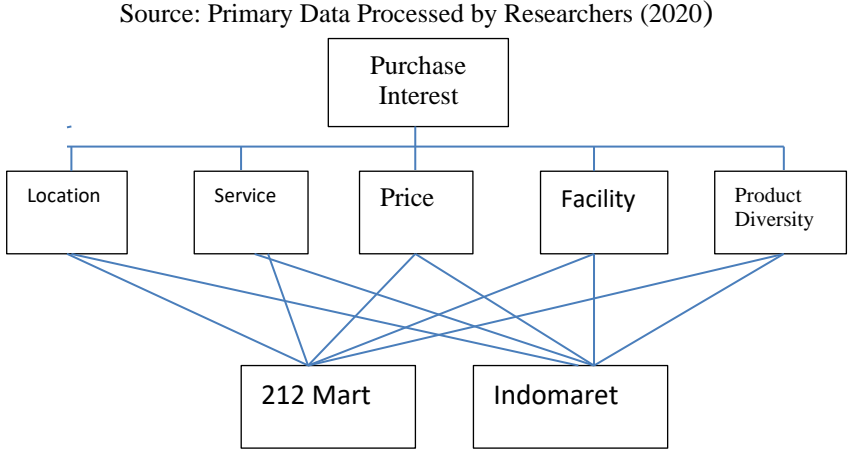 Source: Primary Data Processed by Researchers (2020)
Purchase
Interest
Location
Service
Price
Facility
Product
Diversity
212 Mart
Indomaret